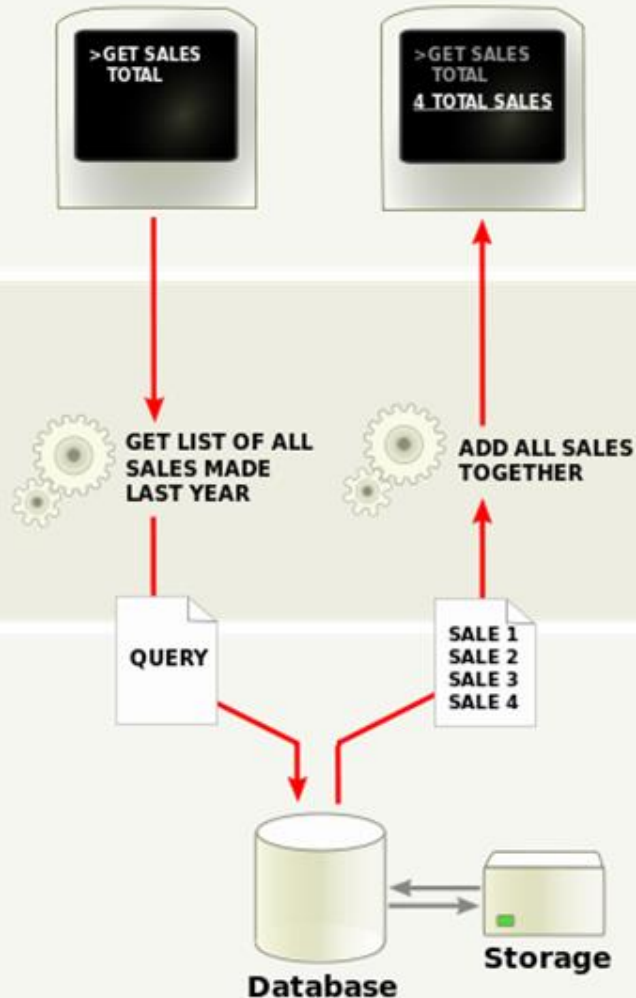 >GET SALES
TOTAL
>GET SALES
TOTAL
4 TOTAL SALES
GET LIST OF ALL
SALES MADE
LAST YEAR
ADD ALL SALES
TOGETHER
QUERY
SALE 1
SALE 2
SALE 3
SALE 4
Database
Storage